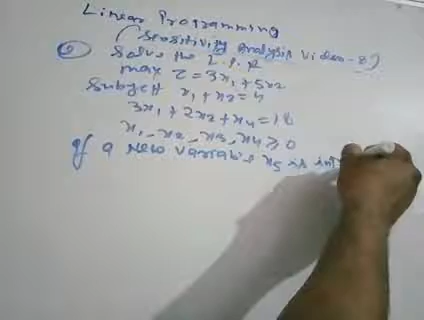 Linear Programming
(Sensitivity Analysis Video-8)
② Solve the L.P.P
max Z = 3x₁ + 5x₂
Subject x₁ + x₃ = 4
3x₁ + 2x₂ + x₄ = 18
x₁, x₂, x₃, x₄ ≥ 0
If a new variable x₅ is